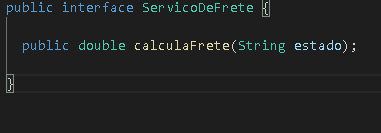 public interface ServicoDeFrete {
public double calculaFrete(String estado);
}